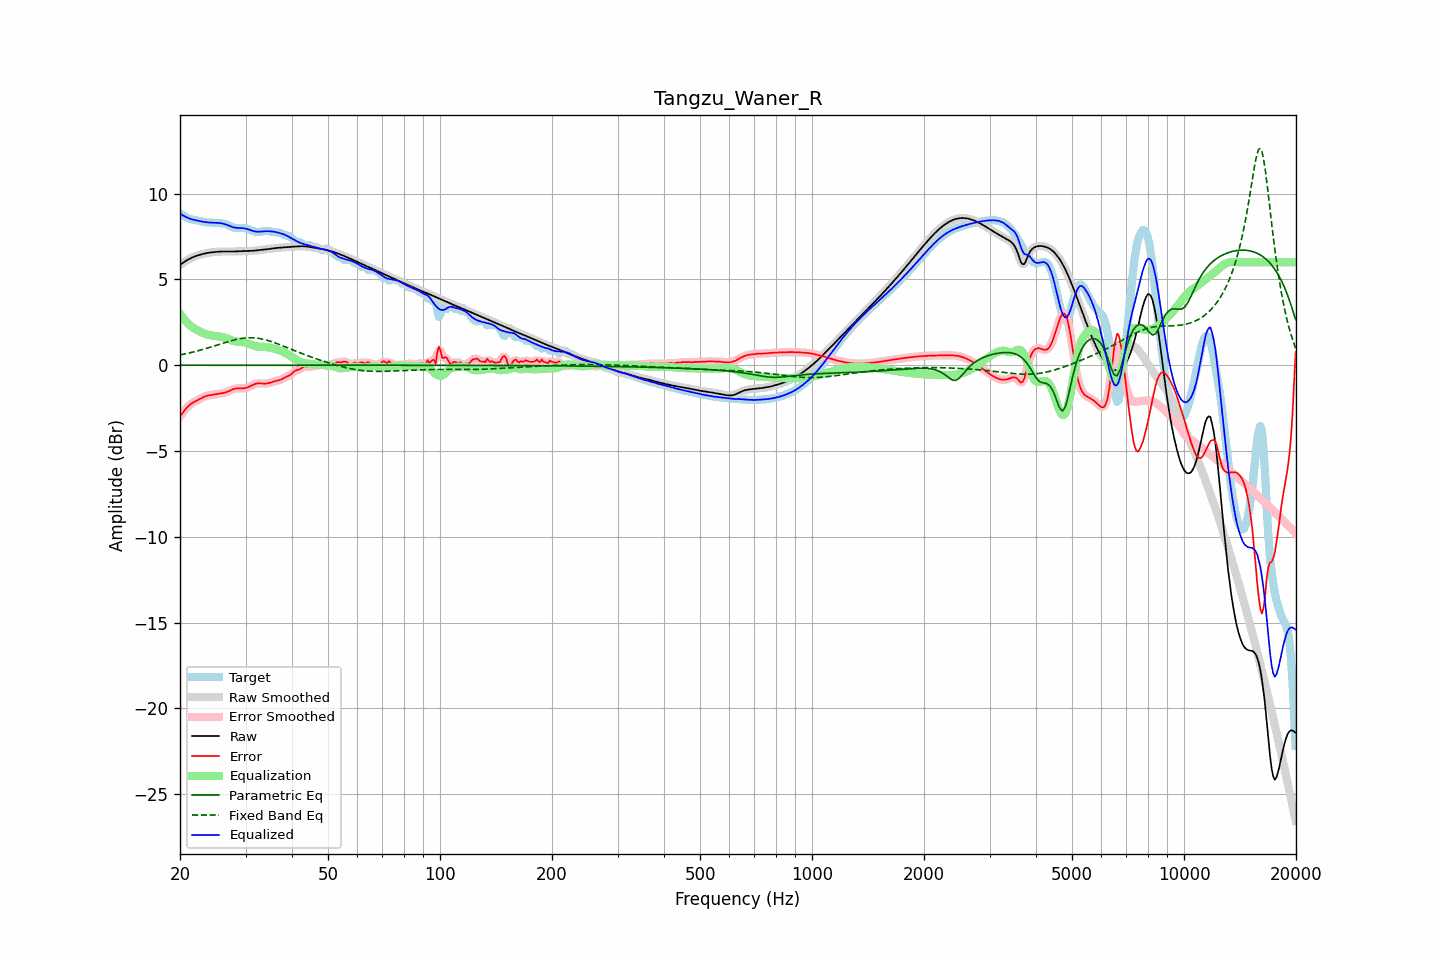 Tangzu_Waner_R
Amplitude (dBr)
10
5
0
−5
−10
−15
−20
−25
Target
Raw Smoothed
Error Smoothed
Raw
Error
Equalization
Parametric Eq
Fixed Band Eq
Equalized
20 50 100 200 500 1000 2000 5000 10000 20000
Frequency (Hz)